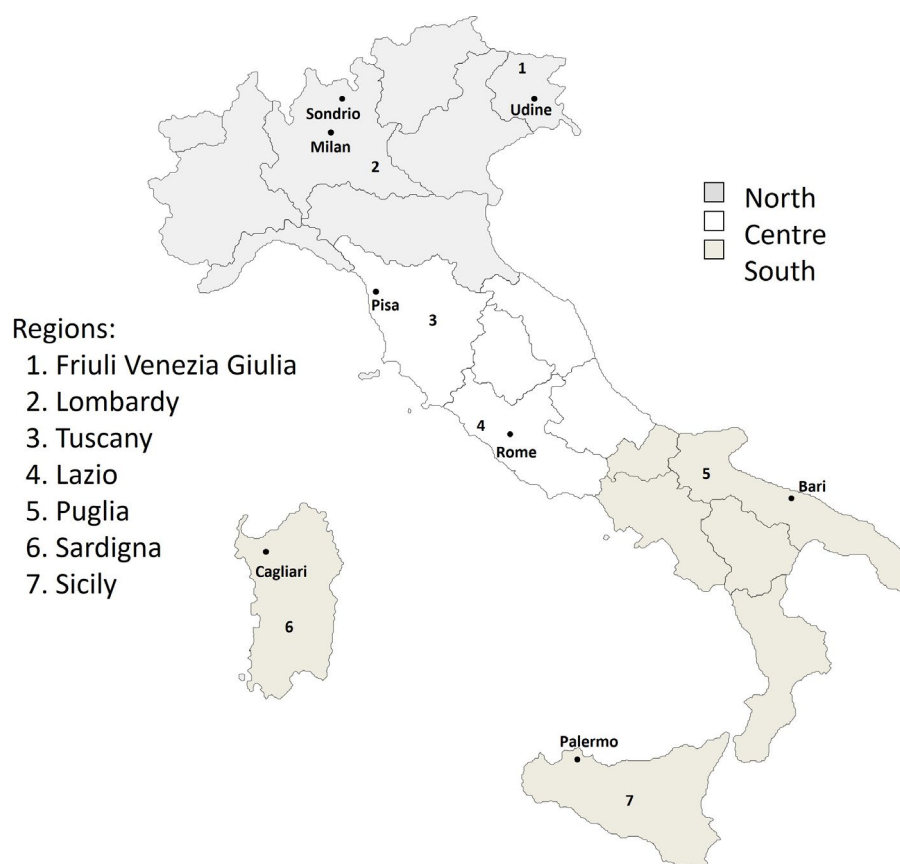 1
Sondrio
Udine
Milan
2
North
Centre
South
Pisa
3
Regions:
1. Friuli Venezia Giulia
2. Lombardy
3. Tuscany
4. Lazio
5. Puglia
6. Sardigna
7. Sicily
4
Rome
5
Bari
Cagliari
6
Palermo
7